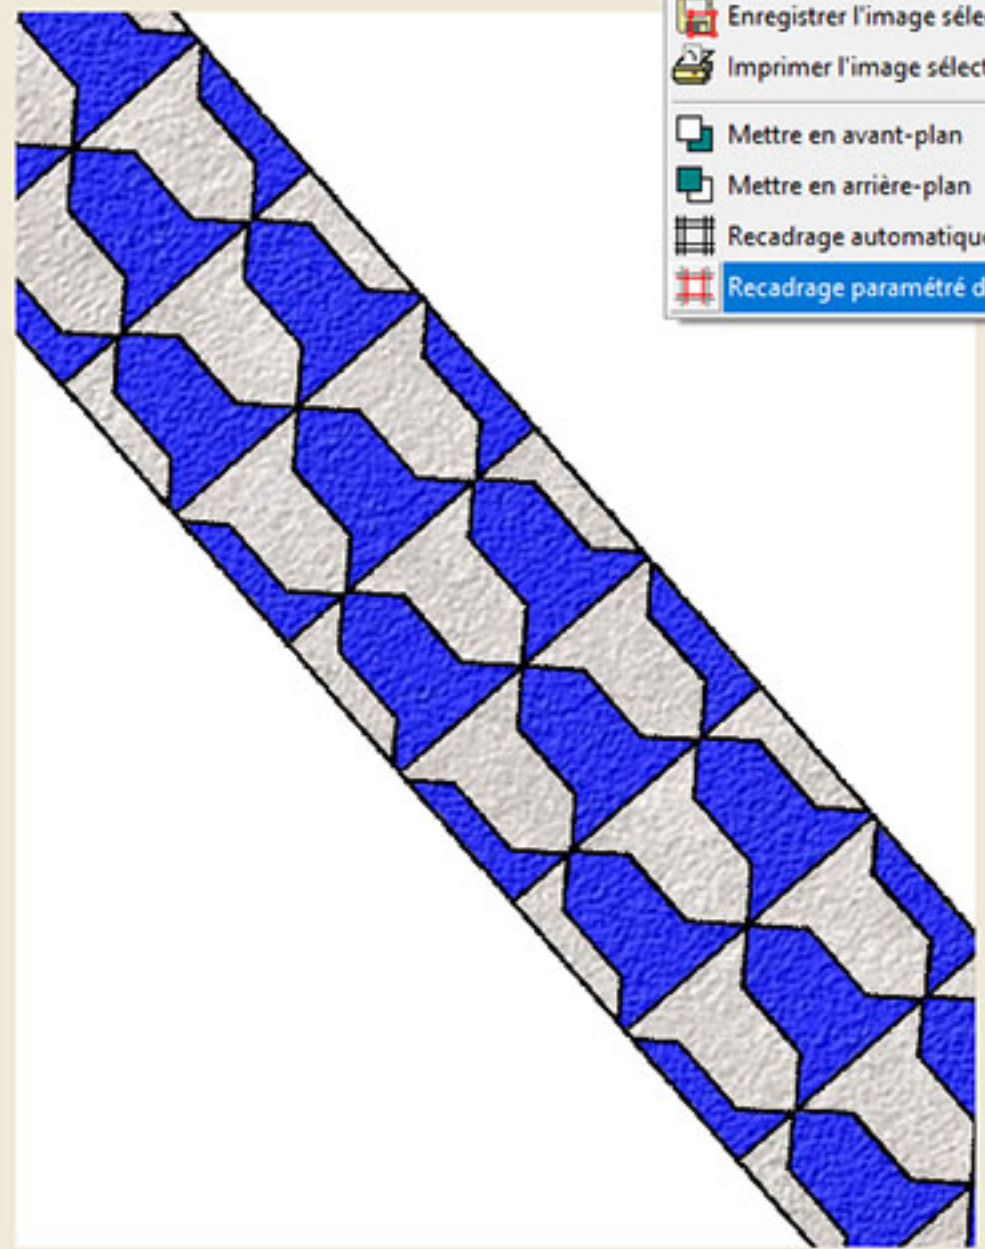 Enregistrer l'image
Imprimer l'image
Mettre en avant-plan
Mettre en arrière-plan
Recadrage automatique
Recadrage paramétré